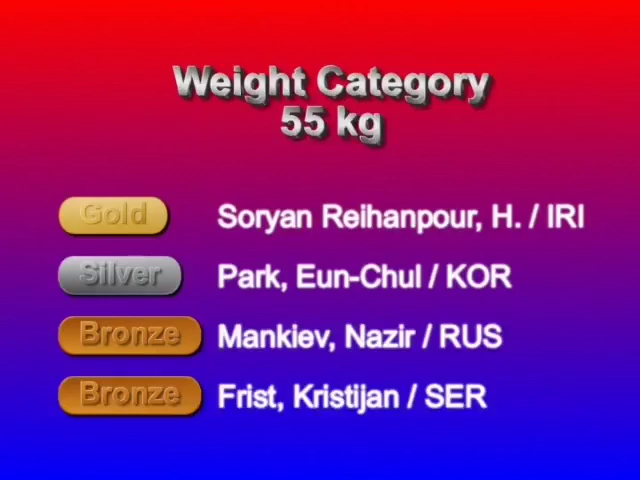 Weight Category
55 kg
Gold Soryan Reihanpour, H. / IRI
Silver Park, Eun-Chul / KOR
Bronze Mankiev, Nazir / RUS
Bronze Frist, Kristijan / SER